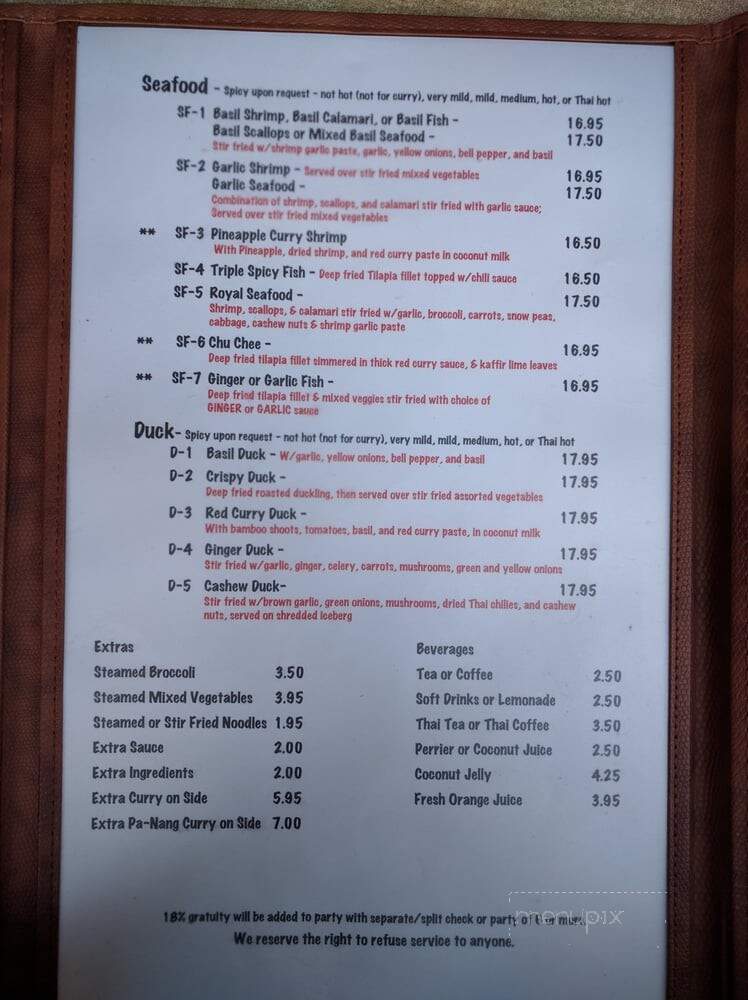 Seafood - Spicy upon request - not hot (not for curry), very mild, mild, medium, hot, or Thai hot
SF-1 Basil Shrimp, Basil Calamari, or Basil Fish - 16.95
Basil Scallops or Mixed Basil Seafood - 17.50
Stir fried w/shrimp garlic paste, garlic, yellow onions, bell pepper, and basil
SF-2 Garlic Shrimp - Served over stir fried mixed vegetables 16.95
Garlic Seafood - 17.50
Combination of shrimp, scallops, and calamari stir fried with garlic sauce;
Served over stir fried mixed vegetables
** SF-3 Pineapple Curry Shrimp 16.50
With Pineapple, dried shrimp, and red curry paste in coconut milk
SF-4 Triple Spicy Fish - Deep fried Tilapia fillet topped w/chili sauce 16.50
SF-5 Royal Seafood - 17.50
Shrimp, scallops, & calamari stir fried w/garlic, broccoli, carrots, snow peas,
cabbage, cashew nuts & shrimp garlic paste
** SF-6 Chu Chee - 16.95
Deep fried tilapia fillet simmered in thick red curry sauce, & kaffir lime leaves
** SF-7 Ginger or Garlic Fish - 16.95
Deep fried tilapia fillet & mixed veggies stir fried with choice of
GINGER or GARLIC sauce
Duck- Spicy upon request - not hot (not for curry), very mild, mild, medium, hot, or Thai hot
D-1 Basil Duck - W/garlic, yellow onions, bell pepper, and basil 17.95
D-2 Crispy Duck - 17.95
Deep fried roasted duckling, then served over stir fried assorted vegetables
D-3 Red Curry Duck - 17.95
With bamboo shoots, tomatoes, basil, and red curry paste, in coconut milk
D-4 Ginger Duck - 17.95
Stir fried w/garlic, ginger, celery, carrots, mushrooms, green and yellow onions
D-5 Cashew Duck- 17.95
Stir fried w/brown garlic, green onions, mushrooms, dried Thai chilies, and cashew
nuts, served on shredded iceberg
Extras
Steamed Broccoli 3.50
Steamed Mixed Vegetables 3.95
Steamed or Stir Fried Noodles 1.95
Extra Sauce 2.00
Extra Ingredients 2.00
Extra Curry on Side 5.95
Extra Pa-Nang Curry on Side 7.00
Beverages
Tea or Coffee 2.50
Soft Drinks or Lemonade 2.50
Thai Tea or Thai Coffee 3.50
Perrier or Coconut Juice 2.50
Coconut Jelly 4.25
Fresh Orange Juice 3.95
18% gratuity will be added to party with separate/split check or party of or more.
We reserve the right to refuse service to anyone.
menupix